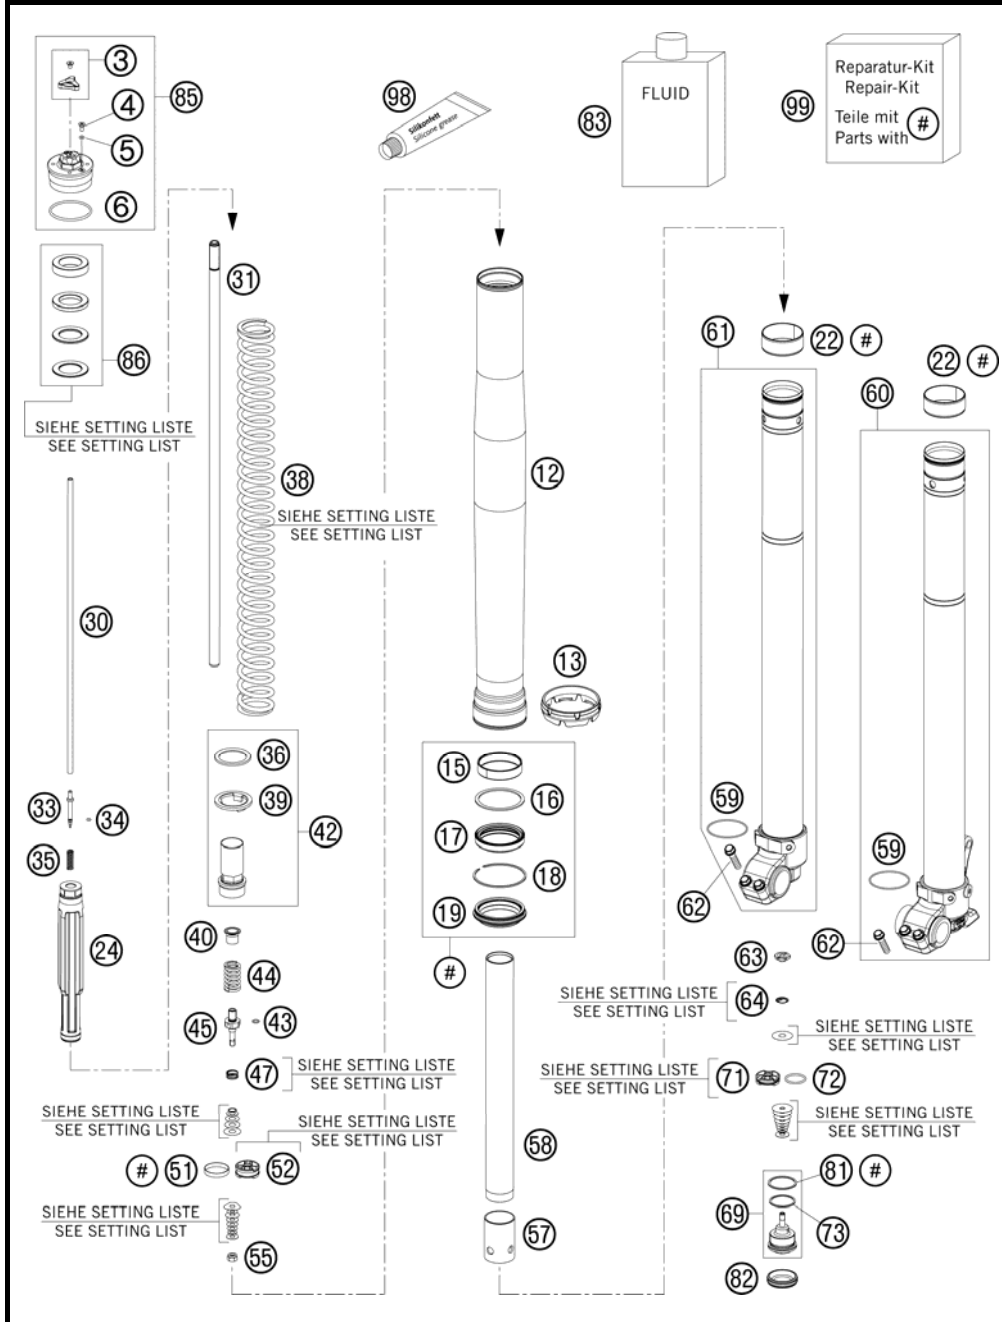 3
85
4
5
6
98
Silikonfett
Silicone grease
FLUID
83
99
Reparatur-Kit
Repair-Kit
Teile mit
Parts with #
31
86
SIEHE SETTING LISTE
SEE SETTING LIST
38
SIEHE SETTING LISTE
SEE SETTING LIST
12
61
22 #
22 #
60
30
13
33
34
35
24
36
39
42
15
16
17
18
19
#
59
62
59
62
40
44
45
43
47
SIEHE SETTING LISTE
SEE SETTING LIST
SIEHE SETTING LISTE
SEE SETTING LIST
SIEHE SETTING LISTE
SEE SETTING LIST
# 51
52
SIEHE SETTING LISTE
SEE SETTING LIST
55
58
57
63
SIEHE SETTING LISTE
SEE SETTING LIST
64
SIEHE SETTING LISTE
SEE SETTING LIST
SIEHE SETTING LISTE
SEE SETTING LIST
71
72
SIEHE SETTING LISTE
SEE SETTING LIST
81 #
69
73
82